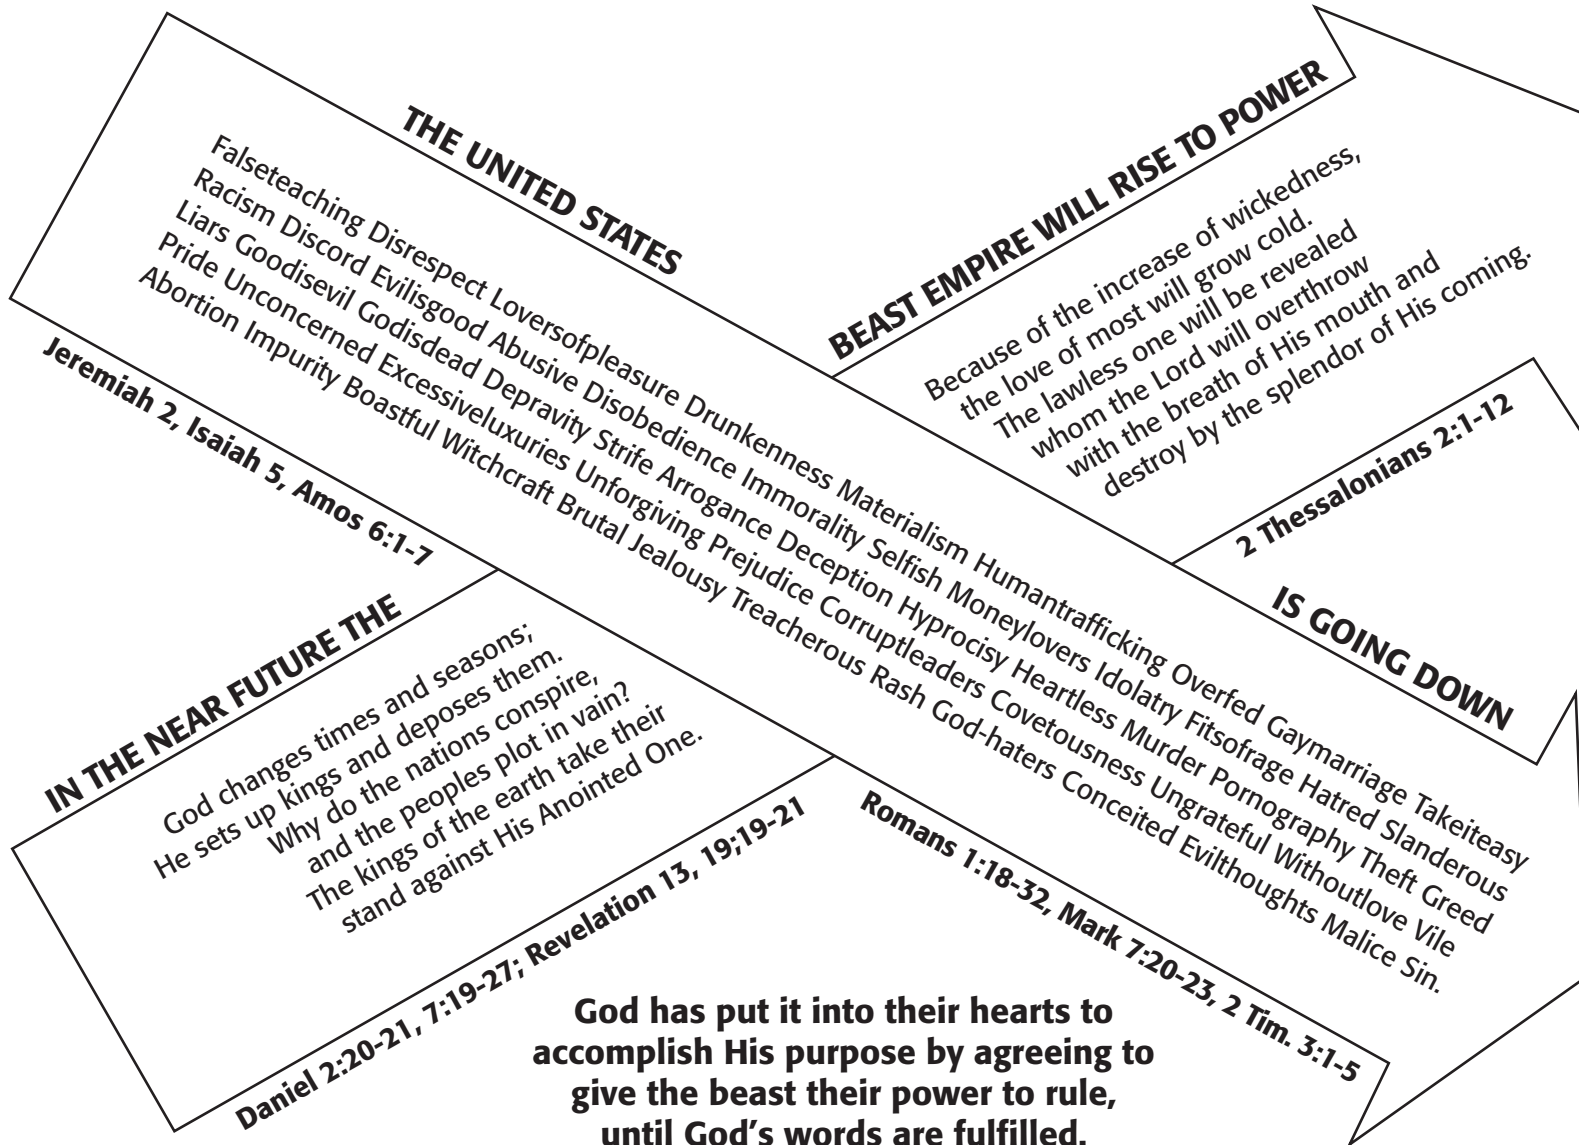 THE UNITED STATES
Falseteaching Disrespect Loversofpleasure Drunkenness Materialism Humantrafficking Overfed Gaymarriage Takeiteasy
Racism Discord Evilisgood Abusive Disobedience Immorality Selfish Moneylovers Idolatry Fitsofrage Hatred Slanderous
Liars Goodisevil Godisdead Depravity Strife Arrogance Deception Hyprocisy Heartless Murder Pornography Theft Greed
Pride Unconcerned Excessiveluxuries Unforgiving Prejudice Corruptleaders Covetousness Ungrateful Withoutlove Vile
Abortion Impurity Boastful Witchcraft Brutal Jealousy Treacherous Rash God-haters Conceited Evilthoughts Malice Sin.
IS GOING DOWN
Jeremiah 2, Isaiah 5, Amos 6:1-7
Romans 1:18-32, Mark 7:20-23, 2 Tim. 3:1-5
IN THE NEAR FUTURE THE
BEAST EMPIRE WILL RISE TO POWER
God changes times and seasons;
He sets up kings and deposes them.
Why do the nations conspire,
and the peoples plot in vain?
The kings of the earth take their
stand against His Anointed One.
Daniel 2:20-21, 7:19-27; Revelation 13, 19;19-21
Because of the increase of wickedness,
the love of most will grow cold.
The lawless one will be revealed
whom the Lord will overthrow
with the breath of His mouth and
destroy by the splendor of His coming.
2 Thessalonians 2:1-12
God has put it into their hearts to
accomplish His purpose by agreeing to
give the beast their power to rule,
until God's words are fulfilled.